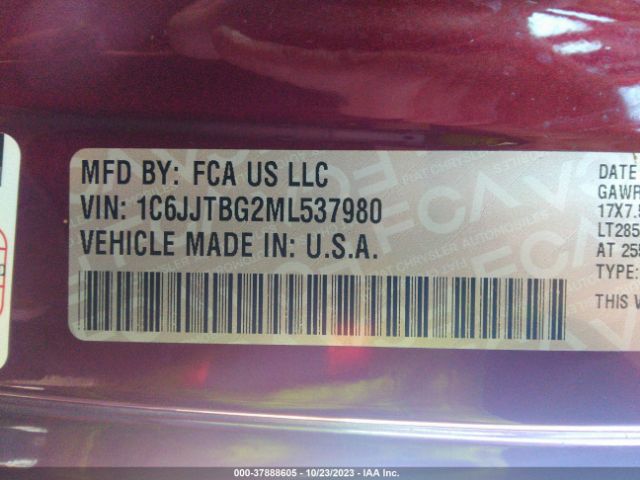 MFD BY: FCA US LLC
VIN: 1C6JJTBG2ML537980
VEHICLE MADE IN: U.S.A.
DATE
GAWR
17X7.5
LT285
AT
TYPE:
THIS
000-37888605 - 10/23/2023 - IAA Inc.